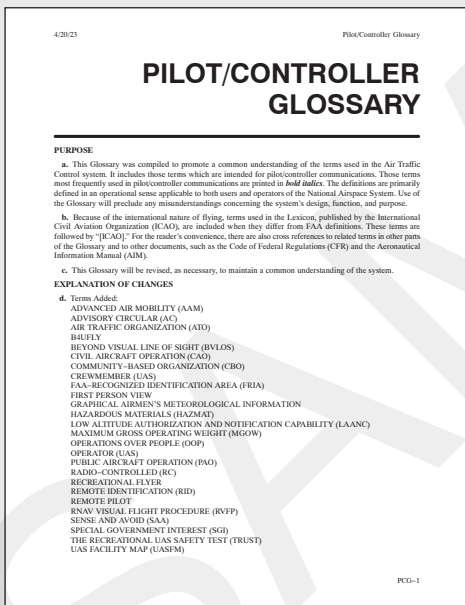 4/20/23
Pilot/Controller Glossary
PILOT/CONTROLLER
GLOSSARY
PURPOSE
a. This Glossary was compiled to promote a common understanding of the terms used in the Air Traffic
Control system. It includes those terms which are intended for pilot/controller communications. Those terms
most frequently used in pilot/controller communications are printed in bold italics. The definitions are primarily
defined in an operational sense applicable to both users and operators of the National Airspace System. Use of
the Glossary will preclude any misunderstandings concerning the system's design, function, and purpose.
b. Because of the international nature of flying, terms used in the Lexicon, published by the International
Civil Aviation Organization (ICAO), are included when they differ from FAA definitions. These terms are
followed by "[ICAO]." For the reader's convenience, there are also cross references to related terms in other parts
of the Glossary and to other documents, such as the Code of Federal Regulations (CFR) and the Aeronautical
Information Manual (AIM).
c. This Glossary will be revised, as necessary, to maintain a common understanding of the system.
EXPLANATION OF CHANGES
d. Terms Added:
ADVANCED AIR MOBILITY (AAM)
ADVISORY CIRCULAR (AC)
AIR TRAFFIC ORGANIZATION (ATO)
B4UFLY
BEYOND VISUAL LINE OF SIGHT (BVLOS)
CIVIL AIRCRAFT OPERATION (CAO)
COMMUNITY−BASED ORGANIZATION (CBO)
CREWMEMBER (UAS)
FAA−RECOGNIZED IDENTIFICATION AREA (FRIA)
FIRST PERSON VIEW
GRAPHICAL AIRMEN'S METEOROLOGICAL INFORMATION
HAZARDOUS MATERIALS (HAZMAT)
LOW ALTITUDE AUTHORIZATION AND NOTIFICATION CAPABILITY (LAANC)
MAXIMUM GROSS OPERATING WEIGHT (MGOW)
OPERATIONS OVER PEOPLE (OOP)
OPERATOR (UAS)
PUBLIC AIRCRAFT OPERATION (PAO)
RADIO−CONTROLLED (RC)
RECREATIONAL FLYER
REMOTE IDENTIFICATION (RID)
REMOTE PILOT
RNAV VISUAL FLIGHT PROCEDURE (RVFP)
SENSE AND AVOID (SAA)
SPECIAL GOVERNMENT INTEREST (SGI)
THE RECREATIONAL UAS SAFETY TEST (TRUST)
UAS FACILITY MAP (UASFM)
PCG−1